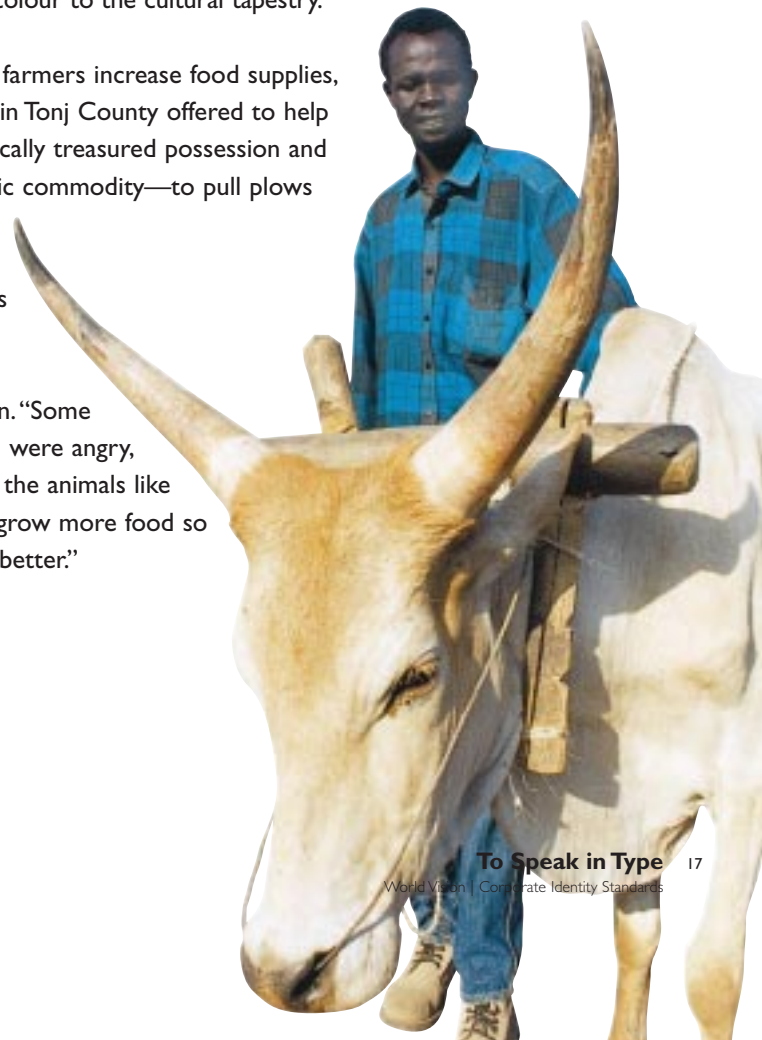 colour to the cultural tapestry.
farmers increase food supplies,
in Tonj County offered to help
cally treasured possession and
ic commodity—to pull plows
s
n. “Some
were angry,
the animals like
grow more food so
better.”
To Speak in Type 17
World Vision | Corporate Identity Standards